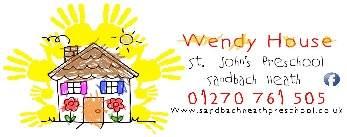 Wendy House
St. John's Preschool
Sandbach Heath
01270 761 505
www.sandbachheathpreschool.co.uk